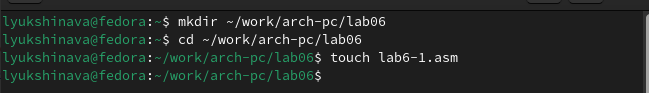 lyukshinava@fedora:~$ mkdir ~/work/arch-pc/lab06
lyukshinava@fedora:~$ cd ~/work/arch-pc/lab06
lyukshinava@fedora:~/work/arch-pc/lab06$ touch lab6-1.asm
lyukshinava@fedora:~/work/arch-pc/lab06$